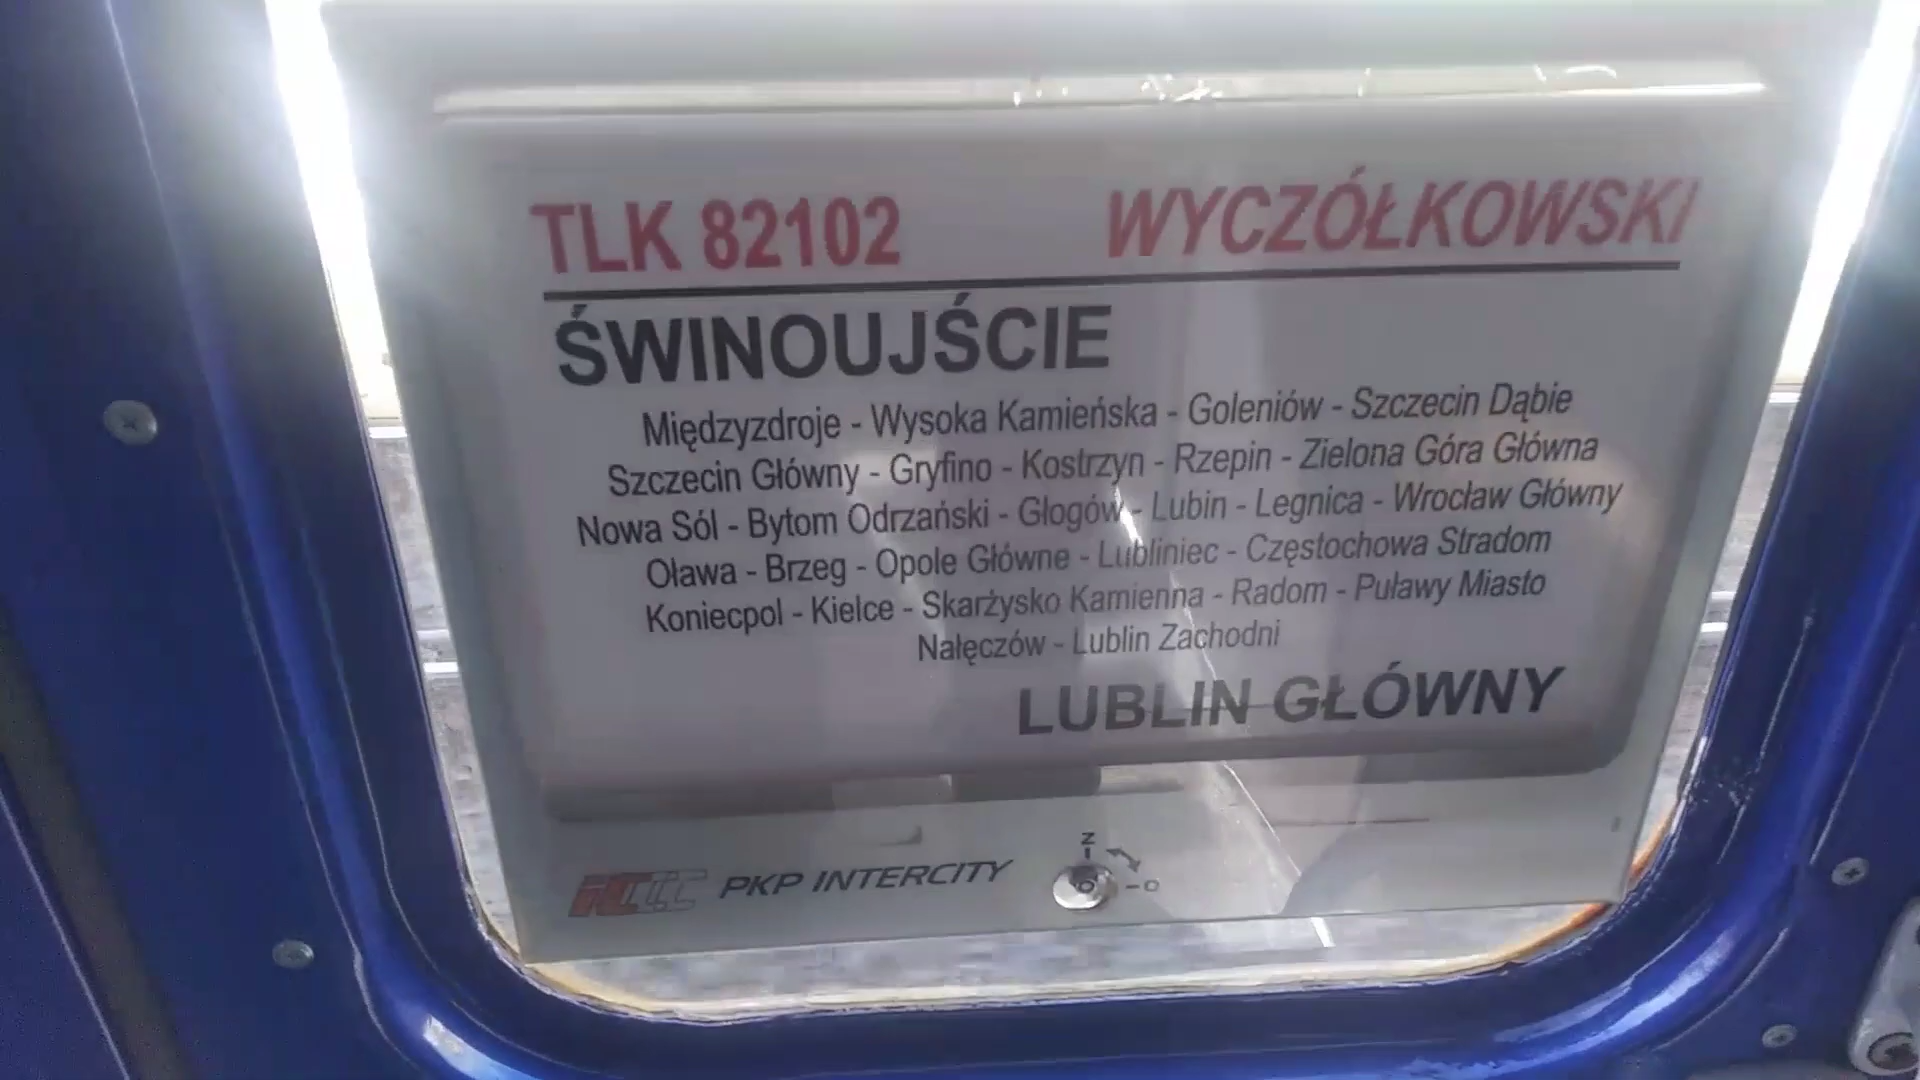 TLK 82102 WYCZÓŁKOWSKI
ŚWINOUJŚCIE
Międzyzdroje - Wysoka Kamieńska - Goleniów - Szczecin Dąbie
Szczecin Główny - Gryfino - Kostrzyn - Rzepin - Zielona Góra Główna
Nowa Sól - Bytom Odrzański - Głogów - Lubin - Legnica - Wrocław Główny
Oława - Brzeg - Opole Główne - Lubliniec - Częstochowa Stradom
Koniecpol - Kielce - Skarżysko Kamienna - Radom - Puławy Miasto
Nałęczów - Lublin Zachodni
LUBLIN GŁÓWNY
Z
IC PKP INTERCITY
O